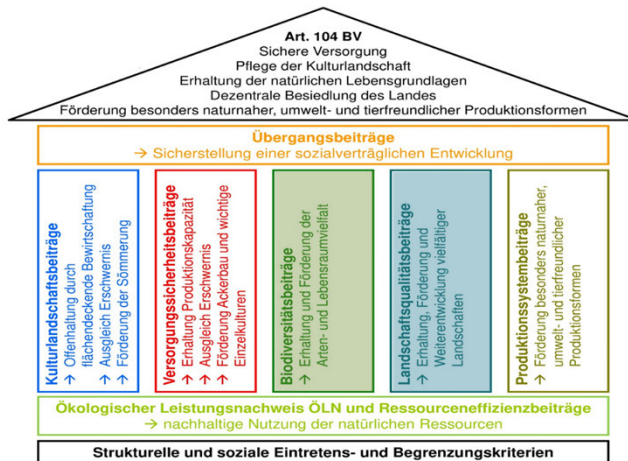 Art. 104 BV
Sichere Versorgung
Pflege der Kulturlandschaft
Erhaltung der natürlichen Lebensgrundlagen
Dezentrale Besiedlung des Landes
Förderung besonders naturnaher, umwelt- und tierfreundlicher Produktionsformen
Übergangsbeiträge
→ Sicherstellung einer sozialverträglichen Entwicklung
Kulturlandschaftsbeiträge
→ Offenhaltung durch
flächendeckende Bewirtschaftung
→ Ausgleich Erschwernis
→ Förderung der Sömmerung
Versorgungssicherheitsbeiträge
→ Erhaltung Produktionskapazität
→ Ausgleich Erschwernis
→ Förderung Ackerbau und wichtige
Einzelkulturen
Biodiversitätsbeiträge
→ Erhaltung und Förderung der
Arten- und Lebensraumvielfalt
Landschaftsqualitätsbeiträge
→ Erhaltung, Förderung und
Weiterentwicklung vielfältiger
Landschaften
Produktionssystembeiträge
→ Förderung besonders naturnaher,
umwelt- und tierfreundlicher
Produktionsformen
Ökologischer Leistungsnachweis ÖLN und Ressourceneffizienzbeiträge
→ nachhaltige Nutzung der natürlichen Ressourcen
Strukturelle und soziale Eintretens- und Begrenzungskriterien